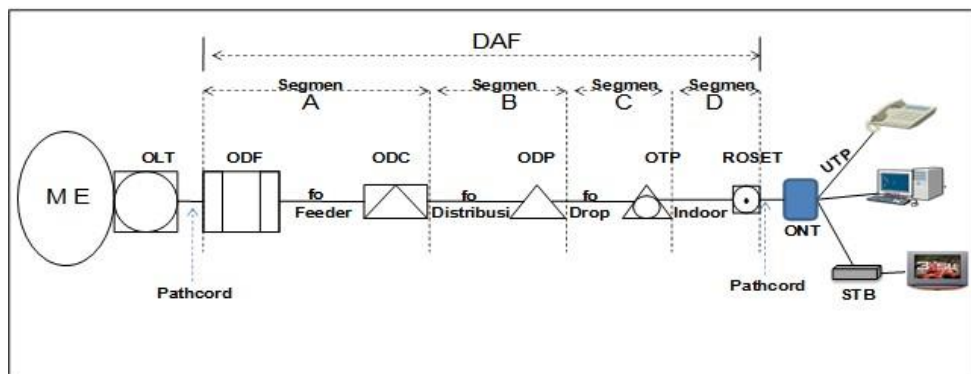 DAF
Segmen
A
Segmen
B
Segmen
C
Segmen
D
M E
OLT
ODF
ODC
ODP
OTP
ROSET
fo
Feeder
fo
Distribusi
fo
Drop
Indoor
UTP
ONT
Pathcord
Pathcord
STB